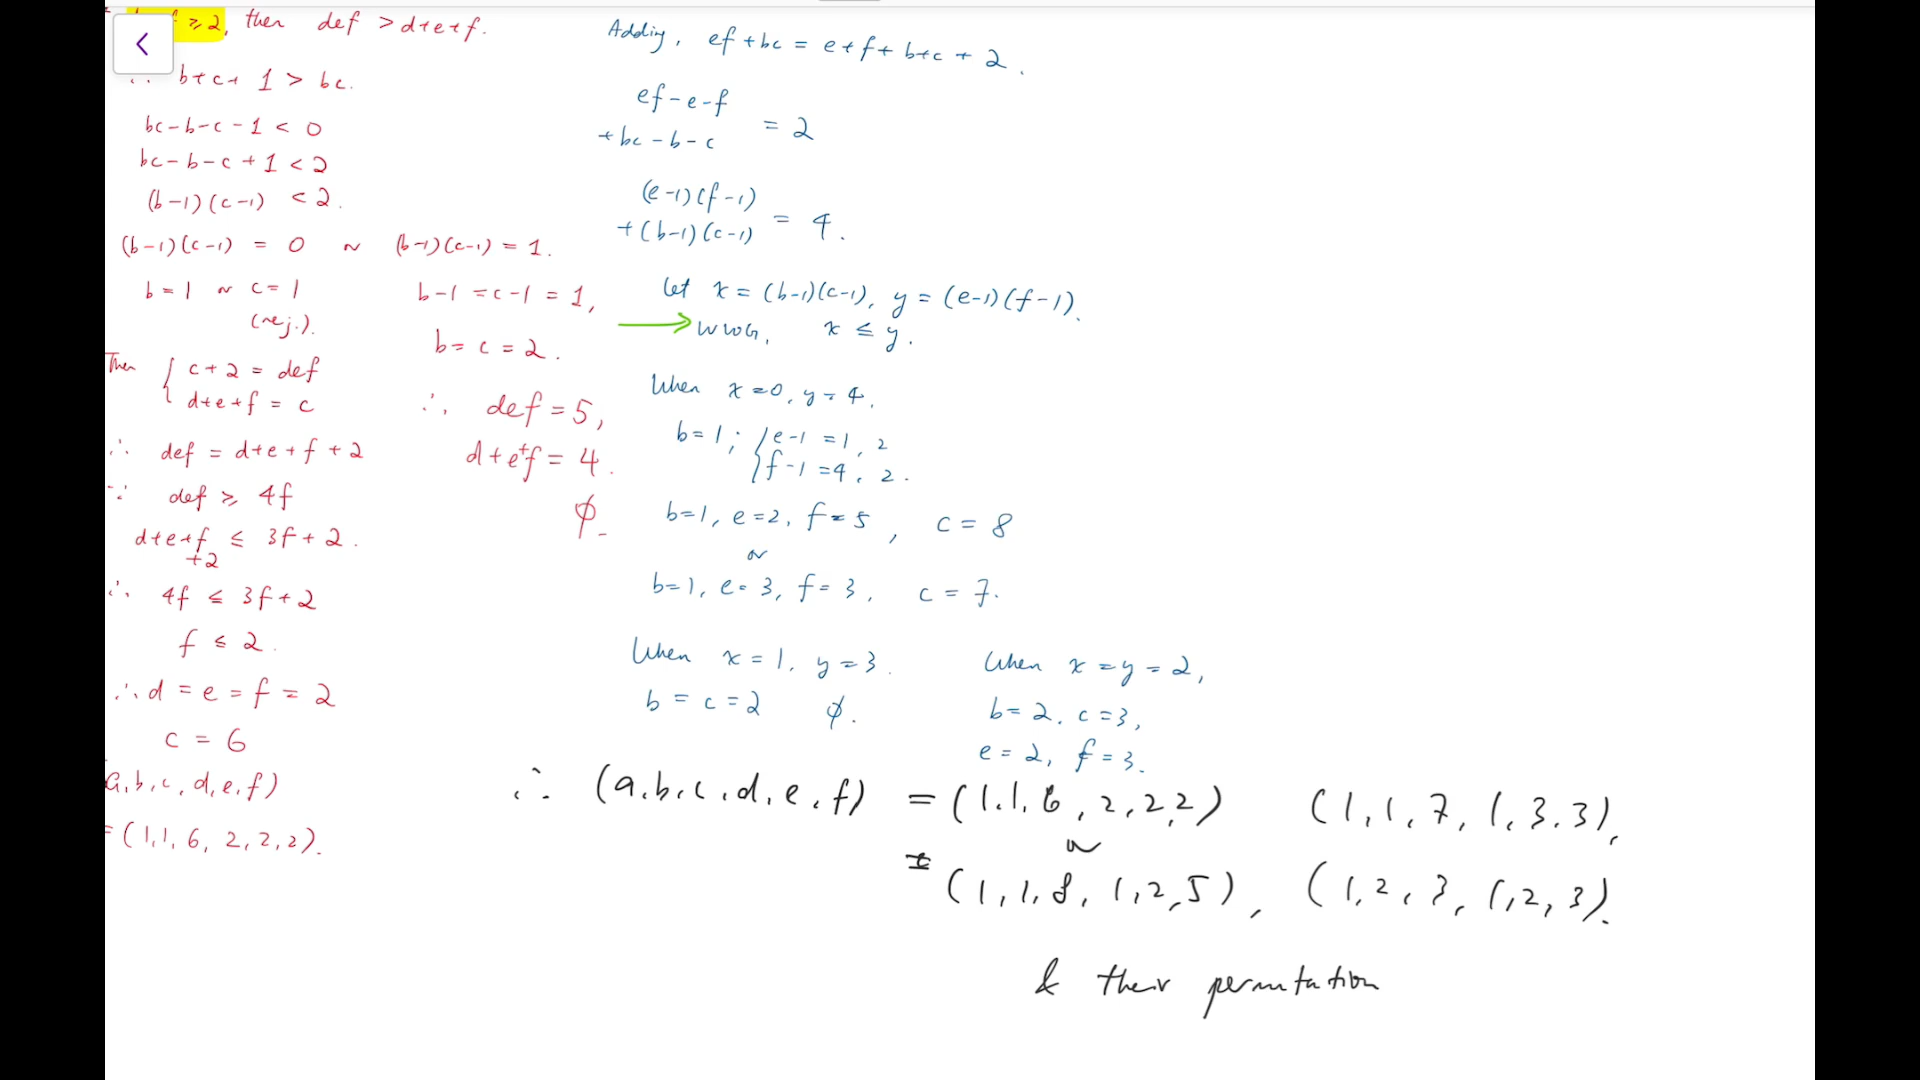 ≥ 2, then def > d+e+f.
∴ b+c+1 > bc.
bc-b-c-1 < 0
bc-b-c+1 < 2
(b-1)(c-1) < 2.
(b-1)(c-1) = 0 or (b-1)(c-1) = 1.
b=1 or c=1
(rej.).
b-1 = c-1 = 1,
b = c = 2.
Then { c+2 = def
d+e+f = c
∴ def = 5,
d+e+f = 4.
∅
∴ def = d+e+f+2
∵ def ≥ 4f
d+e+f+2 ≤ 3f+2.
∴ 4f ≤ 3f+2
f ≤ 2.
∴ d = e = f = 2
c = 6
(a,b,c,d,e,f)
= (1,1,6,2,2,2).
Adding, ef+bc = e+f+b+c+2.
ef-e-f
+bc-b-c = 2
(e-1)(f-1)
+(b-1)(c-1) = 4.
Let x = (b-1)(c-1), y = (e-1)(f-1).
WLOG, x ≤ y.
When x=0, y=4.
b=1; { e-1 = 1, 2
f-1 = 4, 2.
b=1, e=2, f=5, c = 8
or
b=1, e=3, f=3, c = 7.
When x=1, y=3.
b = c = 2 ∅.
When x=y=2,
b=2, c=3,
e=2, f=3.
∴ (a,b,c,d,e,f) = (1,1,6,2,2,2) (1,1,7,1,3,3),
or
(1,1,8,1,2,5), (1,2,3,1,2,3).
& their permutation